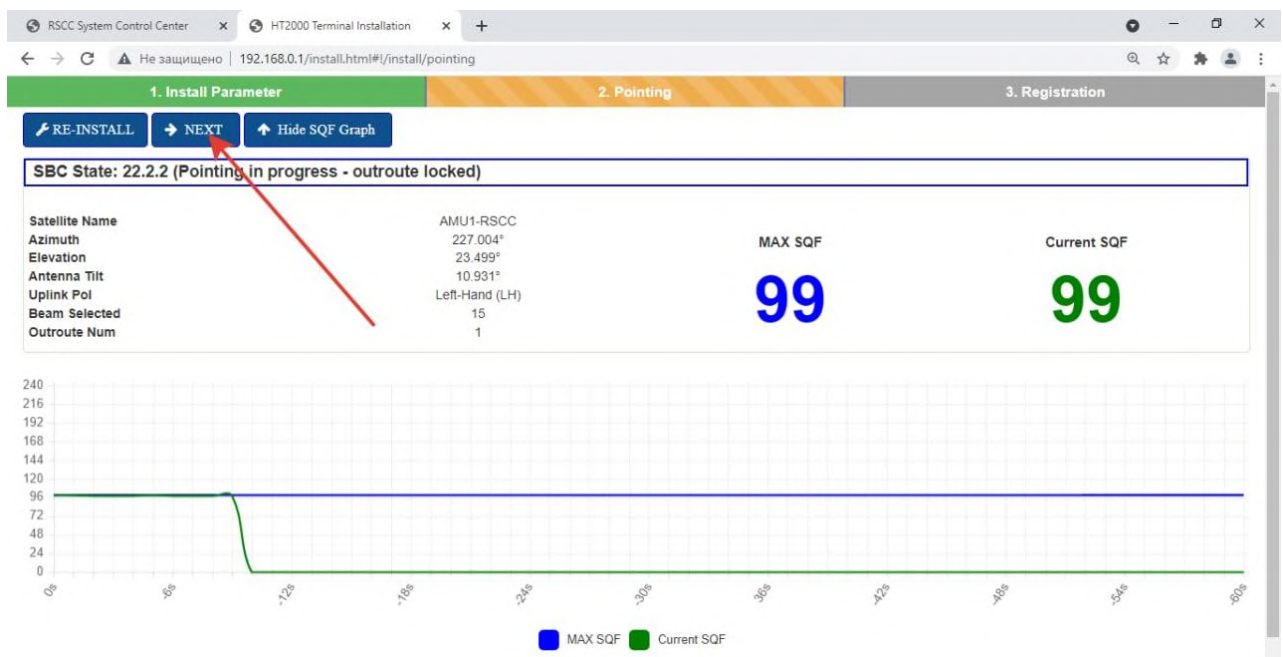 RSCC System Control Center
HT2000 Terminal Installation
Не защищено | 192.168.0.1/install.html#!/install/pointing
1. Install Parameter
2. Pointing
3. Registration
RE-INSTALL
NEXT
Hide SQF Graph
SBC State: 22.2.2 (Pointing in progress - outroute locked)
Satellite Name AMU1-RSCC
Azimuth 227.004°
Elevation 23.499°
Antenna Tilt 10.931°
Uplink Pol Left-Hand (LH)
Beam Selected 15
Outroute Num 1
MAX SQF
99
Current SQF
99
240
216
192
168
144
120
96
72
48
24
0
0s
-6s
-12s
-18s
-24s
-30s
-36s
-42s
-48s
-54s
-60s
MAX SQF
Current SQF